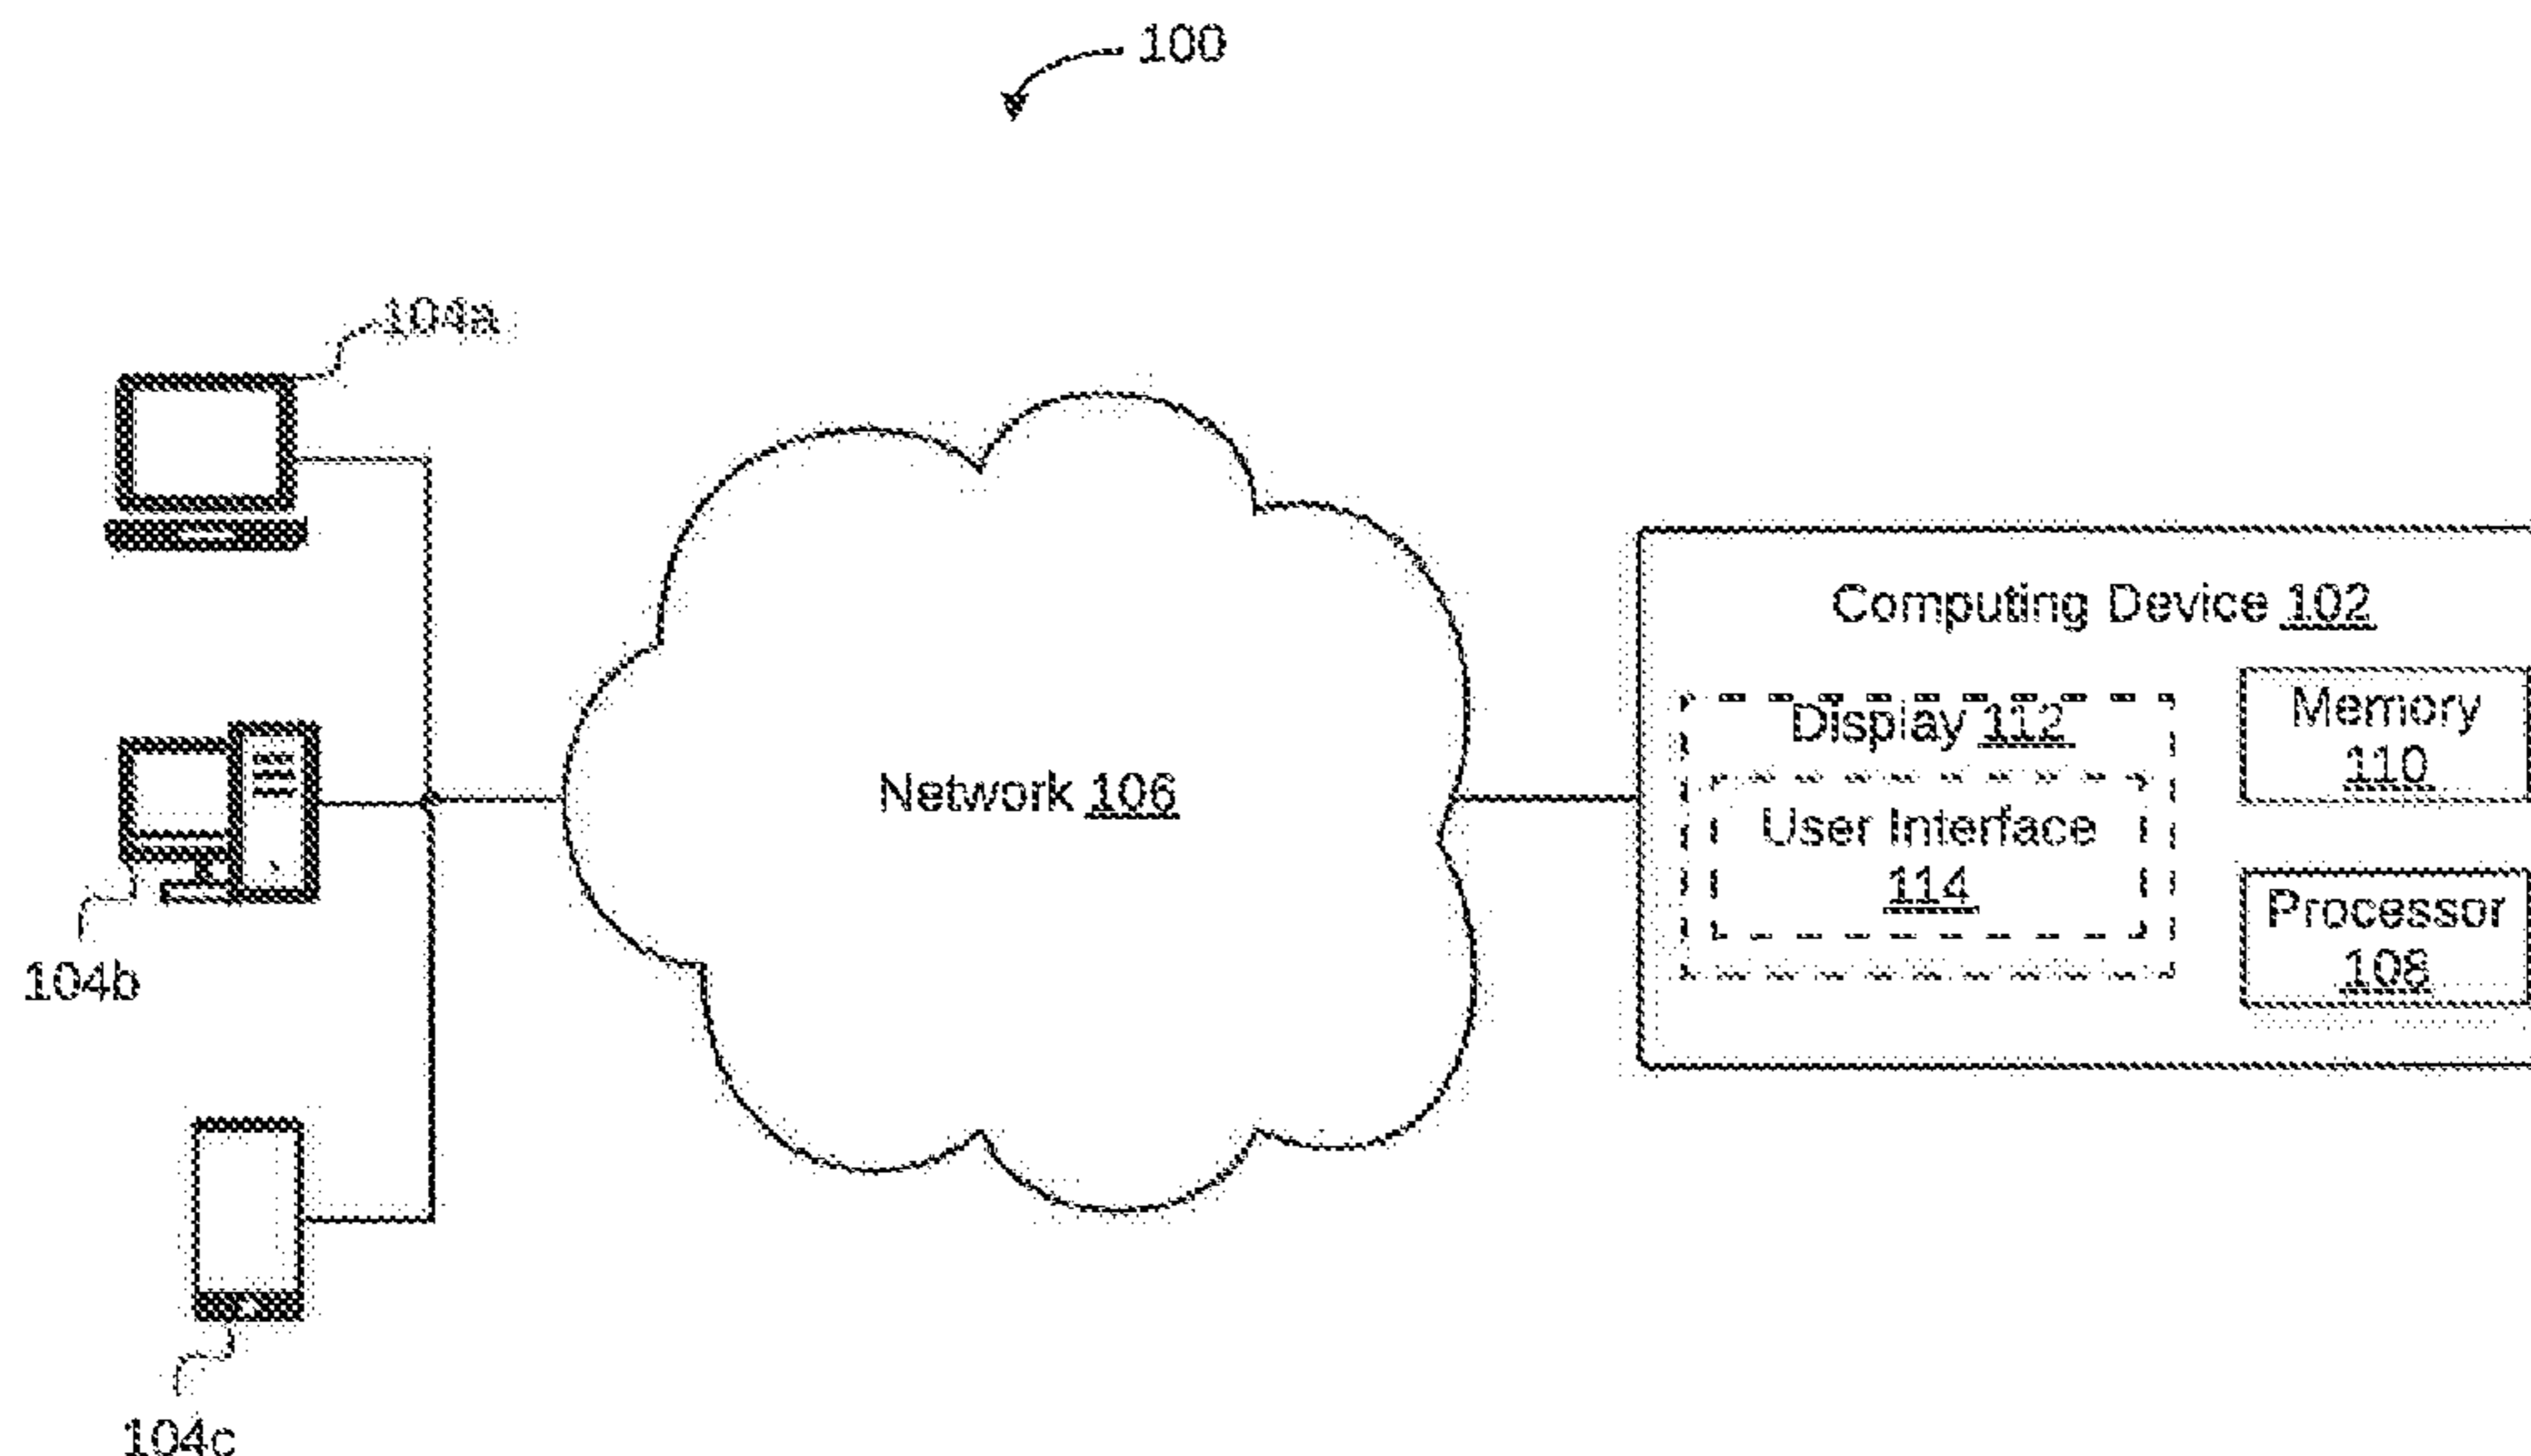 100
104a
Computing Device 102
Display 112
Memory
110
Network 106
User Interface
114
Processor
108
104b
104c